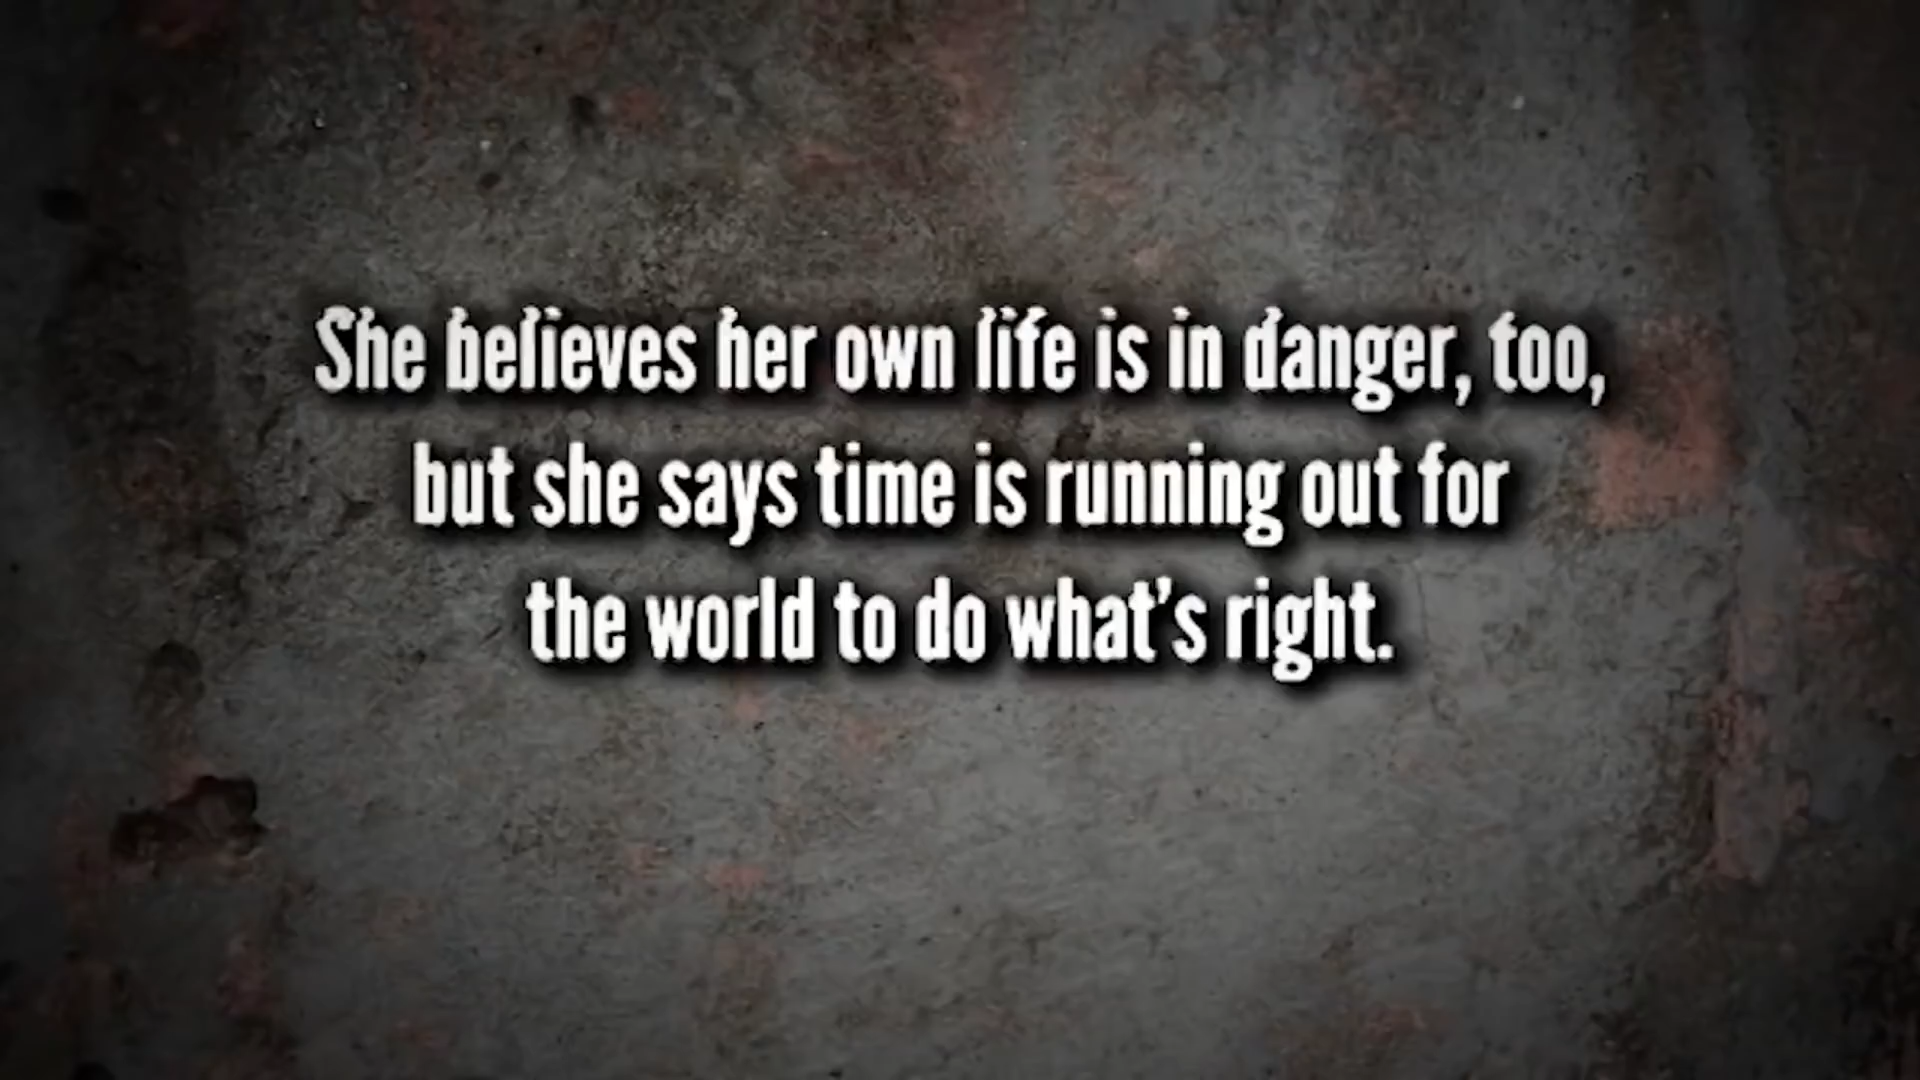 She believes her own life is in danger, too,
but she says time is running out for
the world to do what's right.